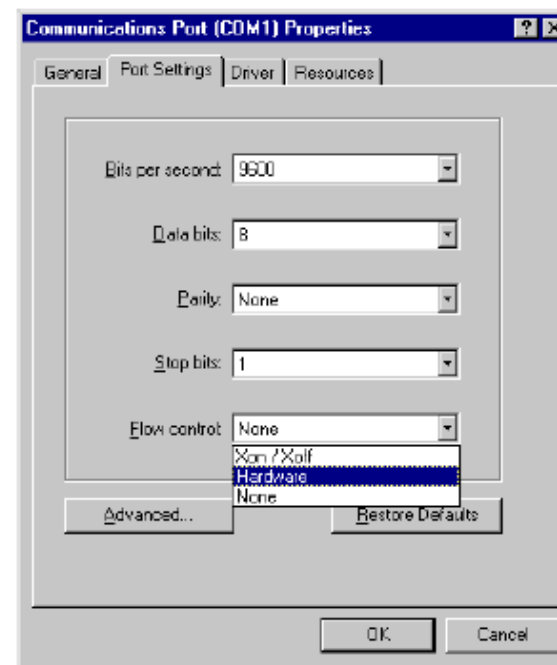 Communications Port (COM1) Properties
General Port Settings Driver Resources
Bits per second: 9600
Data bits: 8
Parity: None
Stop bits: 1
Flow control: None
Xon / Xoff
Hardware
None
Advanced... Restore Defaults
OK Cancel